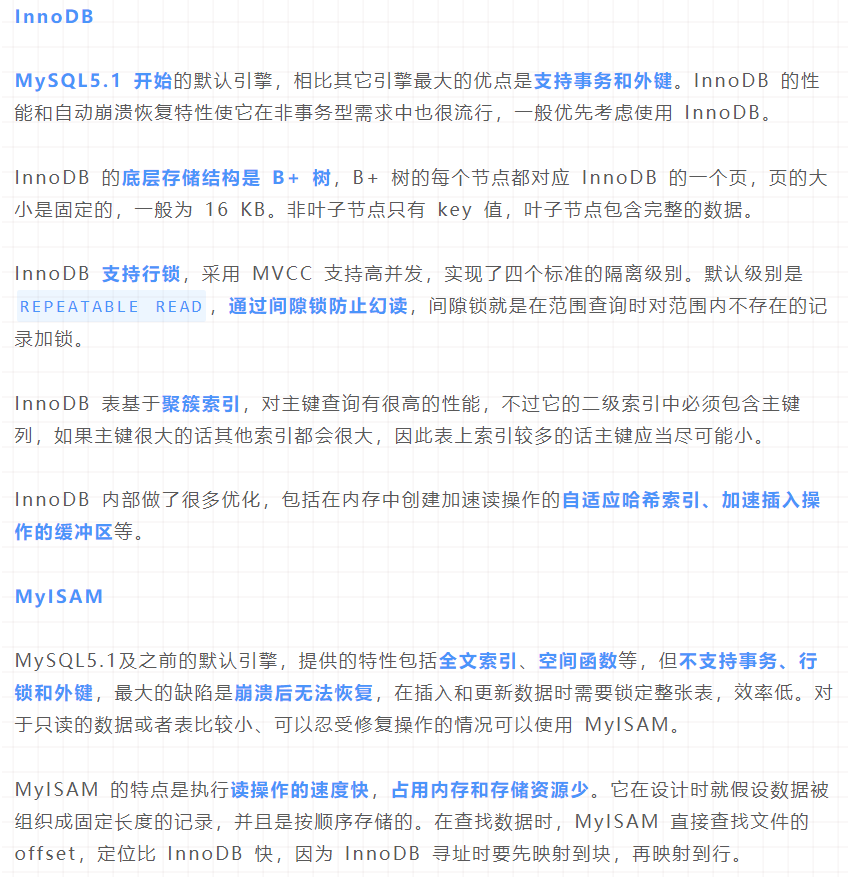 InnoDB
MySQL5.1 开始的默认引擎，相比其它引擎最大的优点是支持事务和外键。InnoDB 的性
能和自动崩溃恢复特性使它在非事务型需求中也很流行，一般优先考虑使用 InnoDB。
InnoDB 的底层存储结构是 B+ 树，B+ 树的每个节点都对应 InnoDB 的一个页，页的大
小是固定的，一般为 16 KB。非叶子节点只有 key 值，叶子节点包含完整的数据。
InnoDB 支持行锁，采用 MVCC 支持高并发，实现了四个标准的隔离级别。默认级别是
REPEATABLE READ，通过间隙锁防止幻读，间隙锁就是在范围查询时对范围内不存在的记
录加锁。
InnoDB 表基于聚簇索引，对主键查询有很高的性能，不过它的二级索引中必须包含主键
列，如果主键很大的话其他索引都会很大，因此表上索引较多的话主键应当尽可能小。
InnoDB 内部做了很多优化，包括在内存中创建加速读操作的自适应哈希索引、加速插入操
作的缓冲区等。
MyISAM
MySQL5.1及之前的默认引擎，提供的特性包括全文索引、空间函数等，但不支持事务、行
锁和外键，最大的缺陷是崩溃后无法恢复，在插入和更新数据时需要锁定整张表，效率低。对
于只读的数据或者表比较小、可以忍受修复操作的情况可以使用 MyISAM。
MyISAM 的特点是执行读操作的速度快，占用内存和存储资源少。它在设计时就假设数据被
组织成固定长度的记录，并且是按顺序存储的。在查找数据时，MyISAM 直接查找文件的
offset，定位比 InnoDB 快，因为 InnoDB 寻址时要先映射到块，再映射到行。